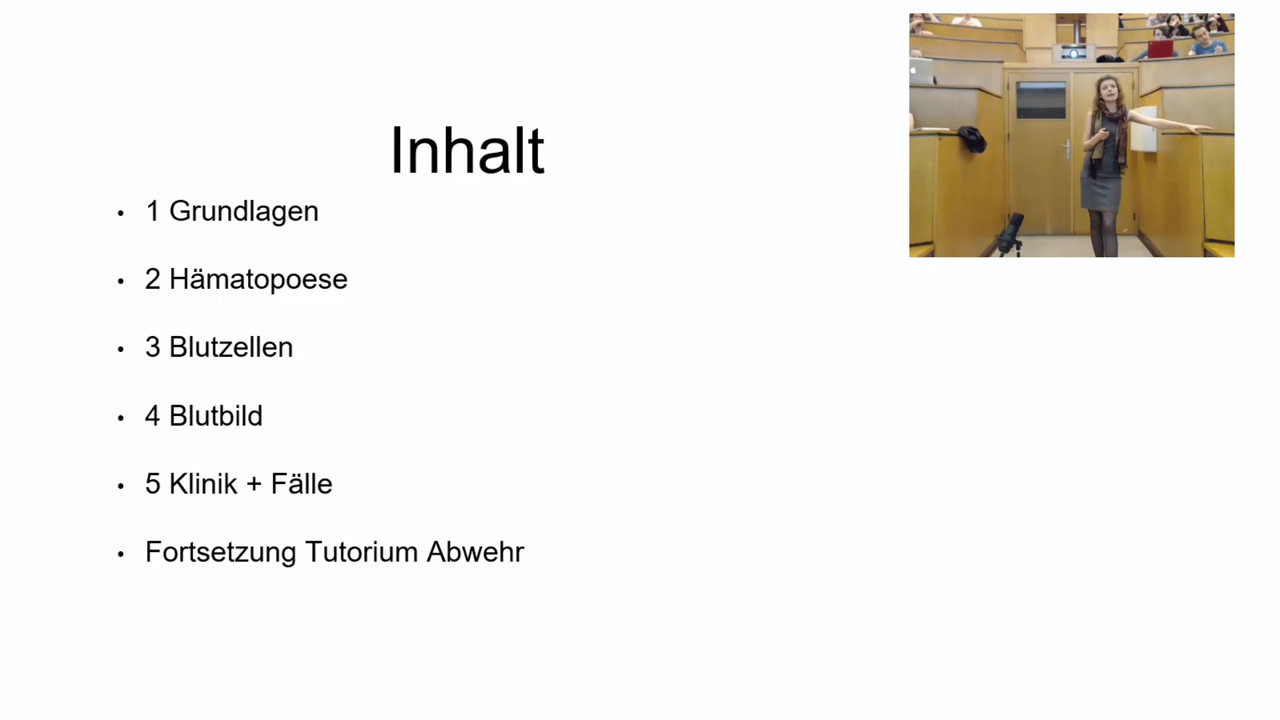 Inhalt
• 1 Grundlagen
• 2 Hämatopoese
• 3 Blutzellen
• 4 Blutbild
• 5 Klinik + Fälle
• Fortsetzung Tutorium Abwehr